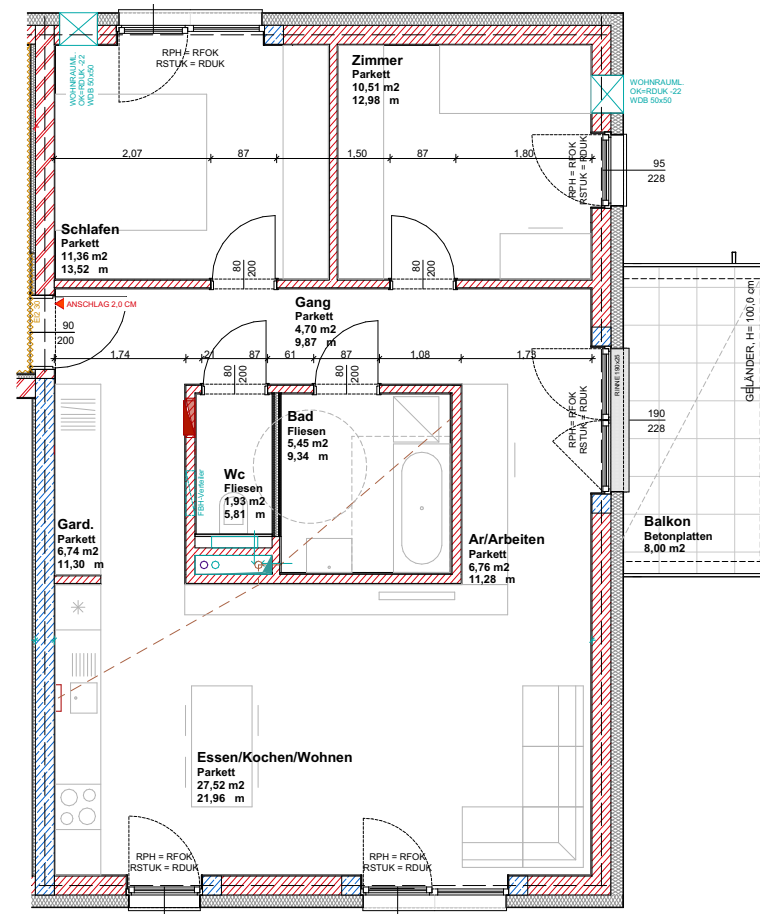 WOHNRAUML.
OK=RDUK -22
WDB 50x50
RPH = RFOK
RSTUK = RDUK
Zimmer
Parkett
10,51 m2
12,98 m
WOHNRAUML.
OK=RDUK -22
WDB 50x50
2,07
87
1,50
87
1,80
RPH = RFOK
RSTUK = RDUK
95
228
Schlafen
Parkett
11,36 m2
13,52 m
80
200
80
200
EI2 30
ANSCHLAG 2,0 CM
90
200
Gang
Parkett
4,70 m2
9,87 m
GELÄNDER, H= 100,0 cm
1,74
21
87
61
87
1,08
1,73
80
200
80
200
RINNE 190x25
RPH = RFOK
RSTUK = RDUK
190
228
Bad
Fliesen
5,45 m2
9,34 m
Wc
Fliesen
1,93 m2
5,81 m
FBH-Verteiler
Gard.
Parkett
6,74 m2
11,30 m
Ar/Arbeiten
Parkett
6,76 m2
11,28 m
Balkon
Betonplatten
8,00 m2
Essen/Kochen/Wohnen
Parkett
27,52 m2
21,96 m
RPH = RFOK
RSTUK = RDUK
RPH = RFOK
RSTUK = RDUK